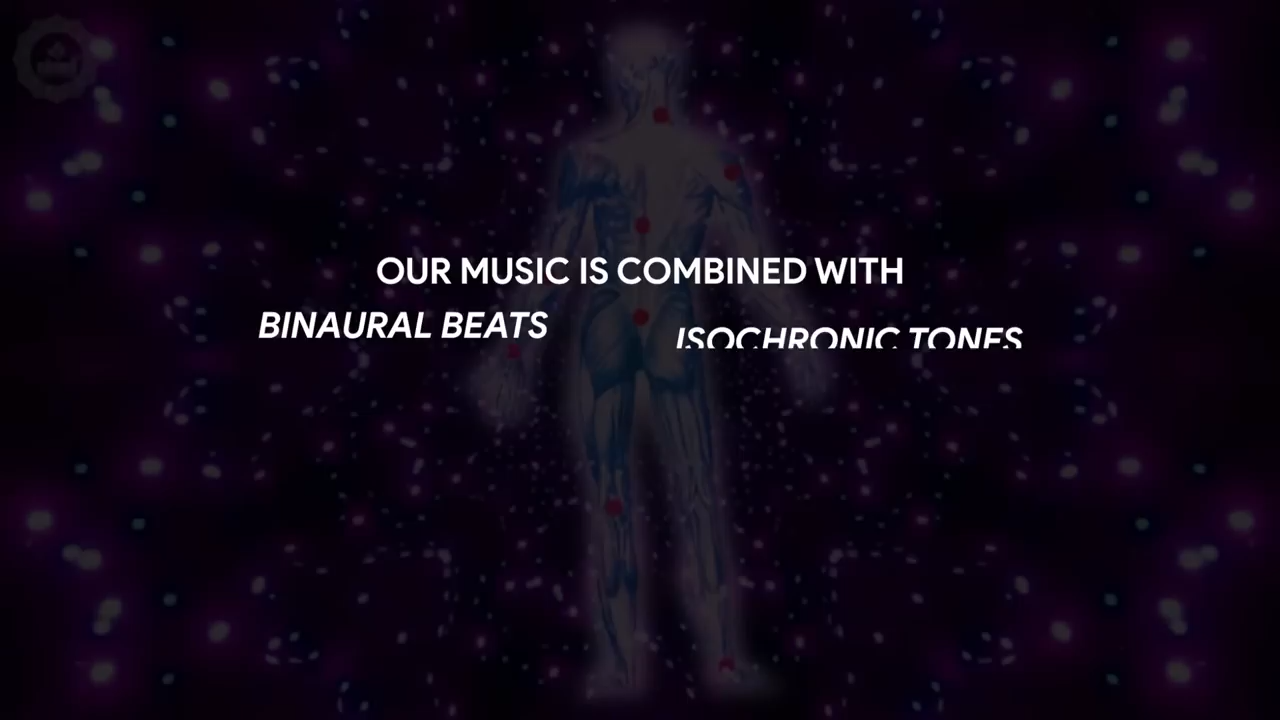 OUR MUSIC IS COMBINED WITH
BINAURAL BEATS ISOCHRONIC TONES